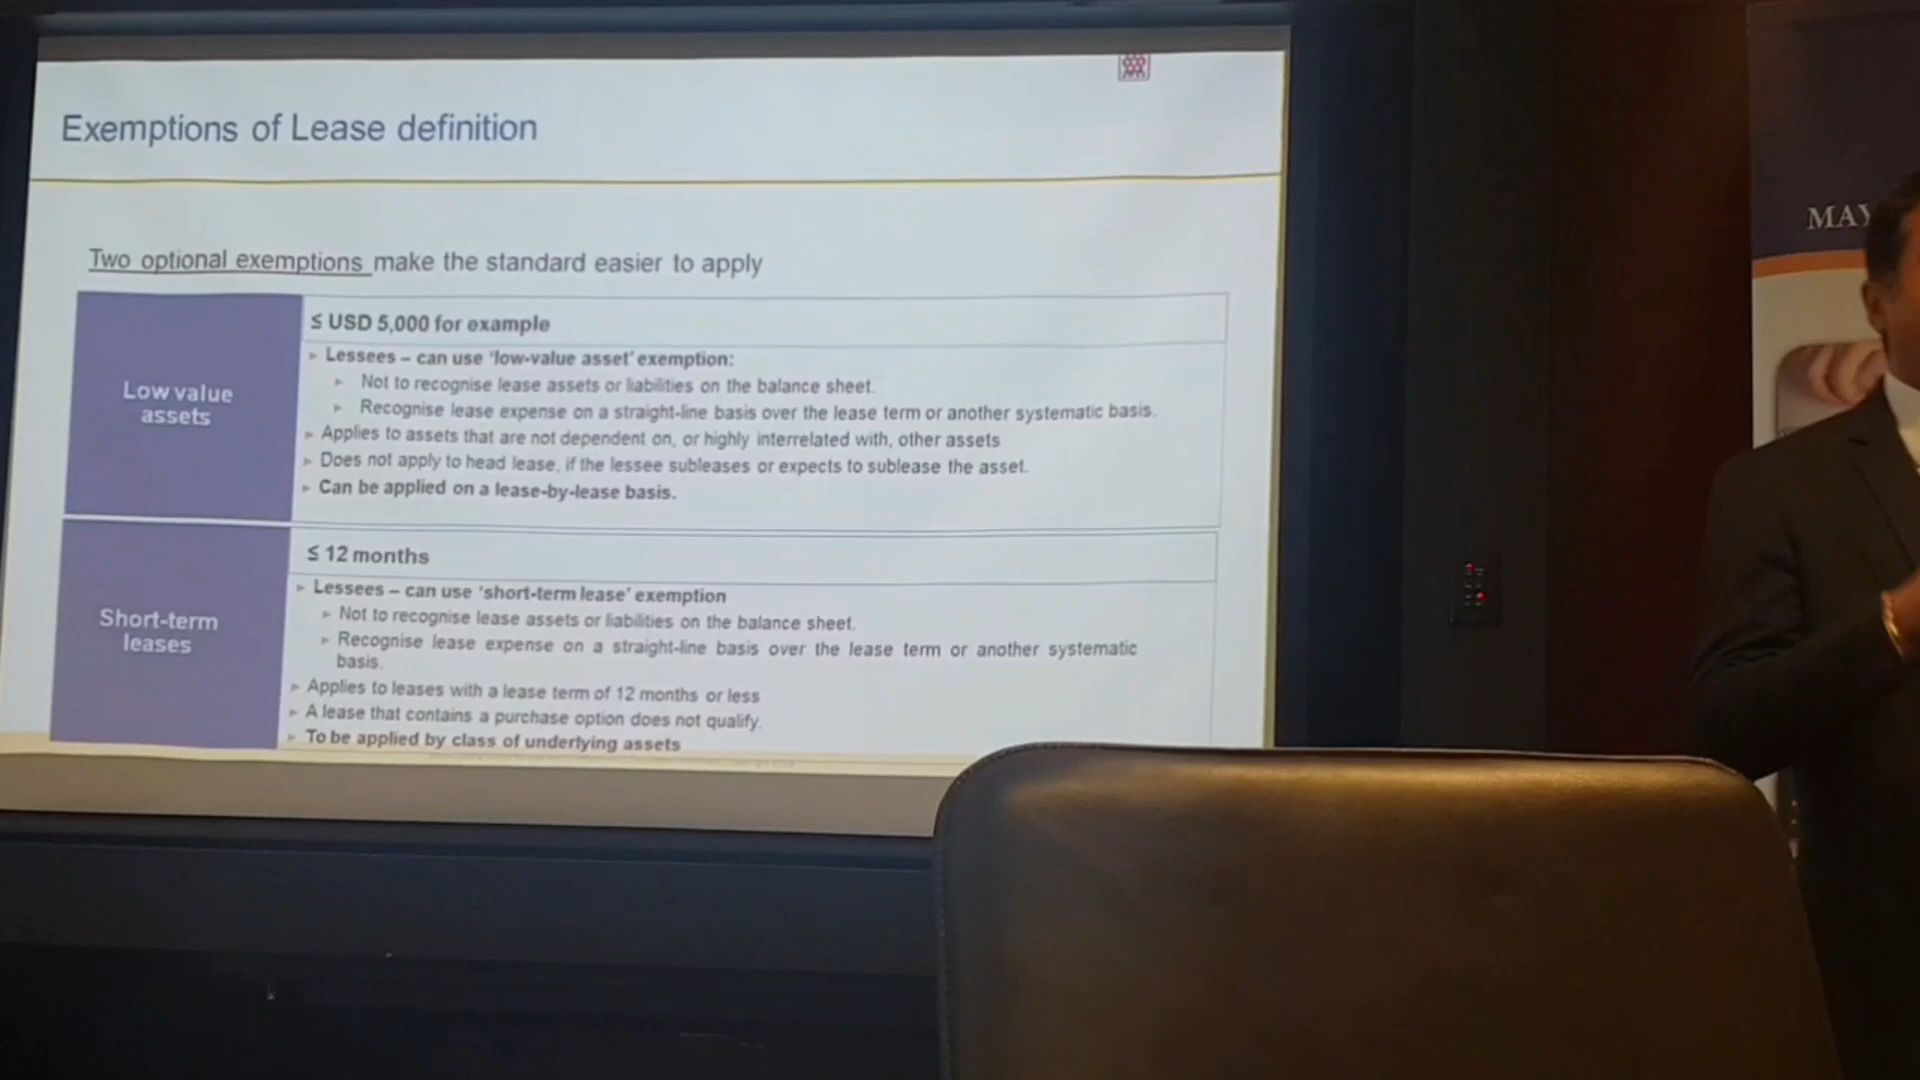 Exemptions of Lease definition
Two optional exemptions make the standard easier to apply
Low value
assets
≤ USD 5,000 for example
Lessees – can use 'low-value asset' exemption:
Not to recognise lease assets or liabilities on the balance sheet.
Recognise lease expense on a straight-line basis over the lease term or another systematic basis.
Applies to assets that are not dependent on, or highly interrelated with, other assets
Does not apply to head lease, if the lessee subleases or expects to sublease the asset.
Can be applied on a lease-by-lease basis.
Short-term
leases
≤ 12 months
Lessees – can use 'short-term lease' exemption
Not to recognise lease assets or liabilities on the balance sheet.
Recognise lease expense on a straight-line basis over the lease term or another systematic
basis.
Applies to leases with a lease term of 12 months or less
A lease that contains a purchase option does not qualify.
To be applied by class of underlying assets
MAY